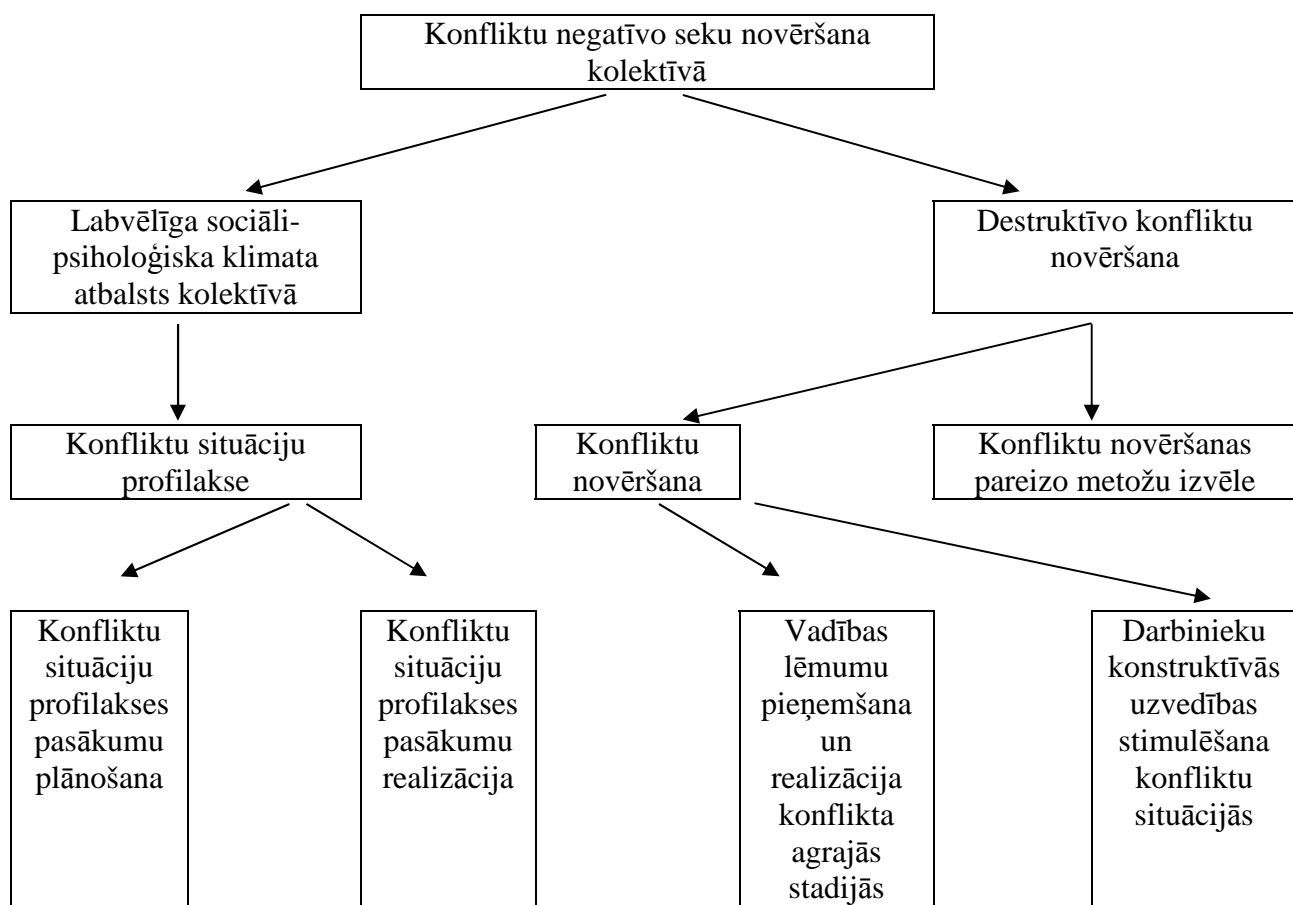 Konfliktu negatīvo seku novēršana
kolektīvā
Labvēlīga sociāli-
psiholoģiska klimata
atbalsts kolektīvā
Destruktīvo konfliktu
novēršana
Konfliktu situāciju
profilakse
Konfliktu
novēršana
Konfliktu novēršanas
pareizo metožu izvēle
Konfliktu
situāciju
profilakses
pasākumu
plānošana
Konfliktu
situāciju
profilakses
pasākumu
realizācija
Vadības
lēmumu
pieņemšana
un
realizācija
konflikta
agrajās
stadijās
Darbinieku
konstruktīvās
uzvedības
stimulēšana
konfliktu
situācijās